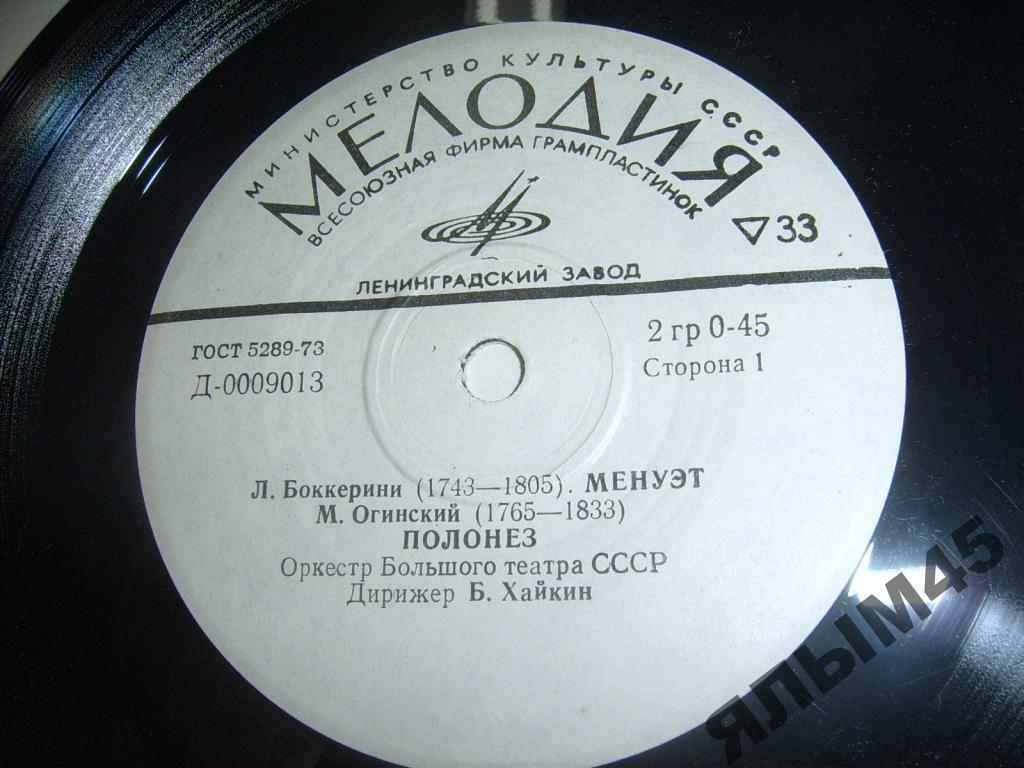 МИНИСТЕРСТВО КУЛЬТУРЫ СССР
МЕЛОДИЯ
ВСЕСОЮЗНАЯ ФИРМА ГРАМПЛАСТИНОК
33
ЛЕНИНГРАДСКИЙ ЗАВОД
ГОСТ 5289-73
Д-0009013
2 гр 0-45
Сторона 1
Л. Боккерини (1743—1805). МЕНУЭТ
М. Огинский (1765—1833)
ПОЛОНЕЗ
Оркестр Большого театра СССР
Дирижер Б. Хайкин
ЯЛЫМ45